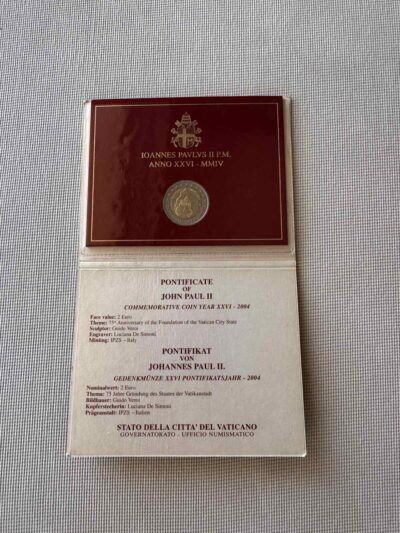 IOANNES PAVLVS II P.M.
ANNO XXVI - MMIV
PONTIFICATE
OF
JOHN PAUL II
COMMEMORATIVE COIN YEAR XXVI - 2004
Face value: 2 Euro
Theme: 75° Anniversary of the Foundation of the Vatican City State
Sculptor: Guido Veroi
Engraver: Luciana De Simoni
Minting: IPZS - Italy
PONTIFIKAT
VON
JOHANNES PAUL II.
GEDENKMÜNZE XXVI PONTIFIKATSJAHR - 2004
Nominalwert: 2 Euro
Thema: 75 Jahre Gründung des Staates der Vatikanstadt
Bildhauer: Guido Veroi
Kupferstecherin: Luciana De Simoni
Prägeanstalt: IPZS - Italien
STATO DELLA CITTA' DEL VATICANO
GOVERNATORATO - UFFICIO NUMISMATICO